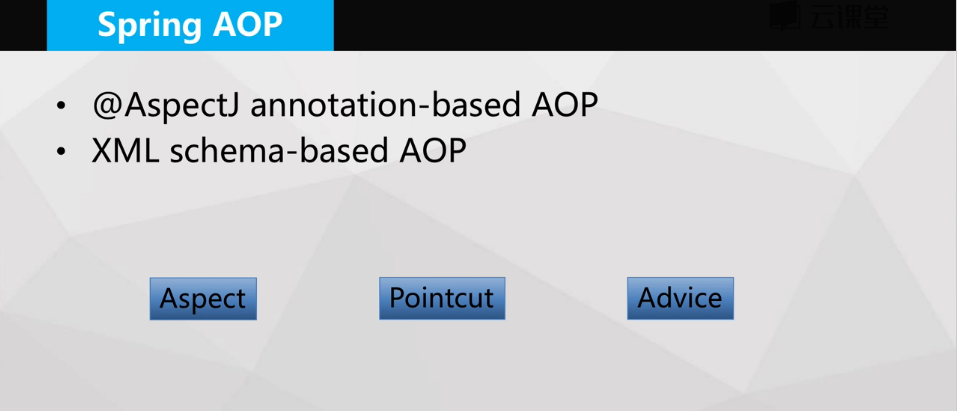 Spring AOP
云课堂
• @AspectJ annotation-based AOP
• XML schema-based AOP
Aspect
Pointcut
Advice